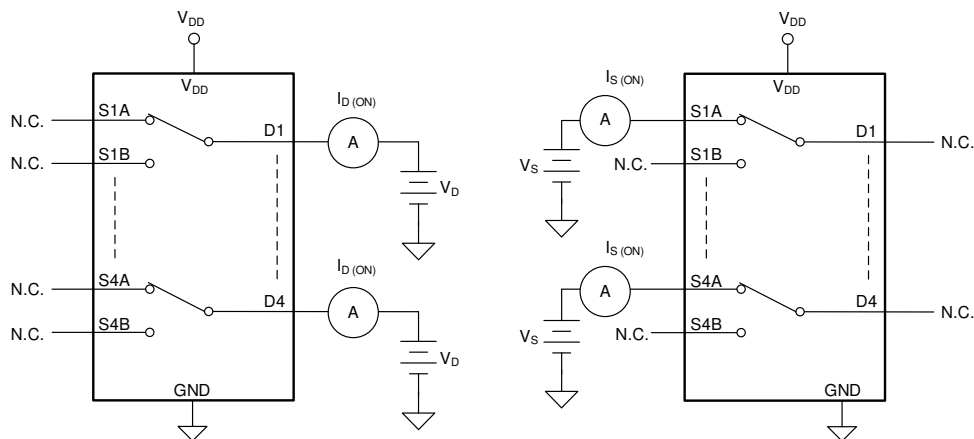 VDD
VDD
S1A
N.C.
D1
ID (ON)
A
S1B
N.C.
VD
S4A
N.C.
D4
ID (ON)
A
S4B
N.C.
VD
GND
VDD
VDD
IS (ON)
A
S1A
D1
N.C.
VS
N.C.
S1B
IS (ON)
A
S4A
D4
N.C.
VS
N.C.
S4B
GND